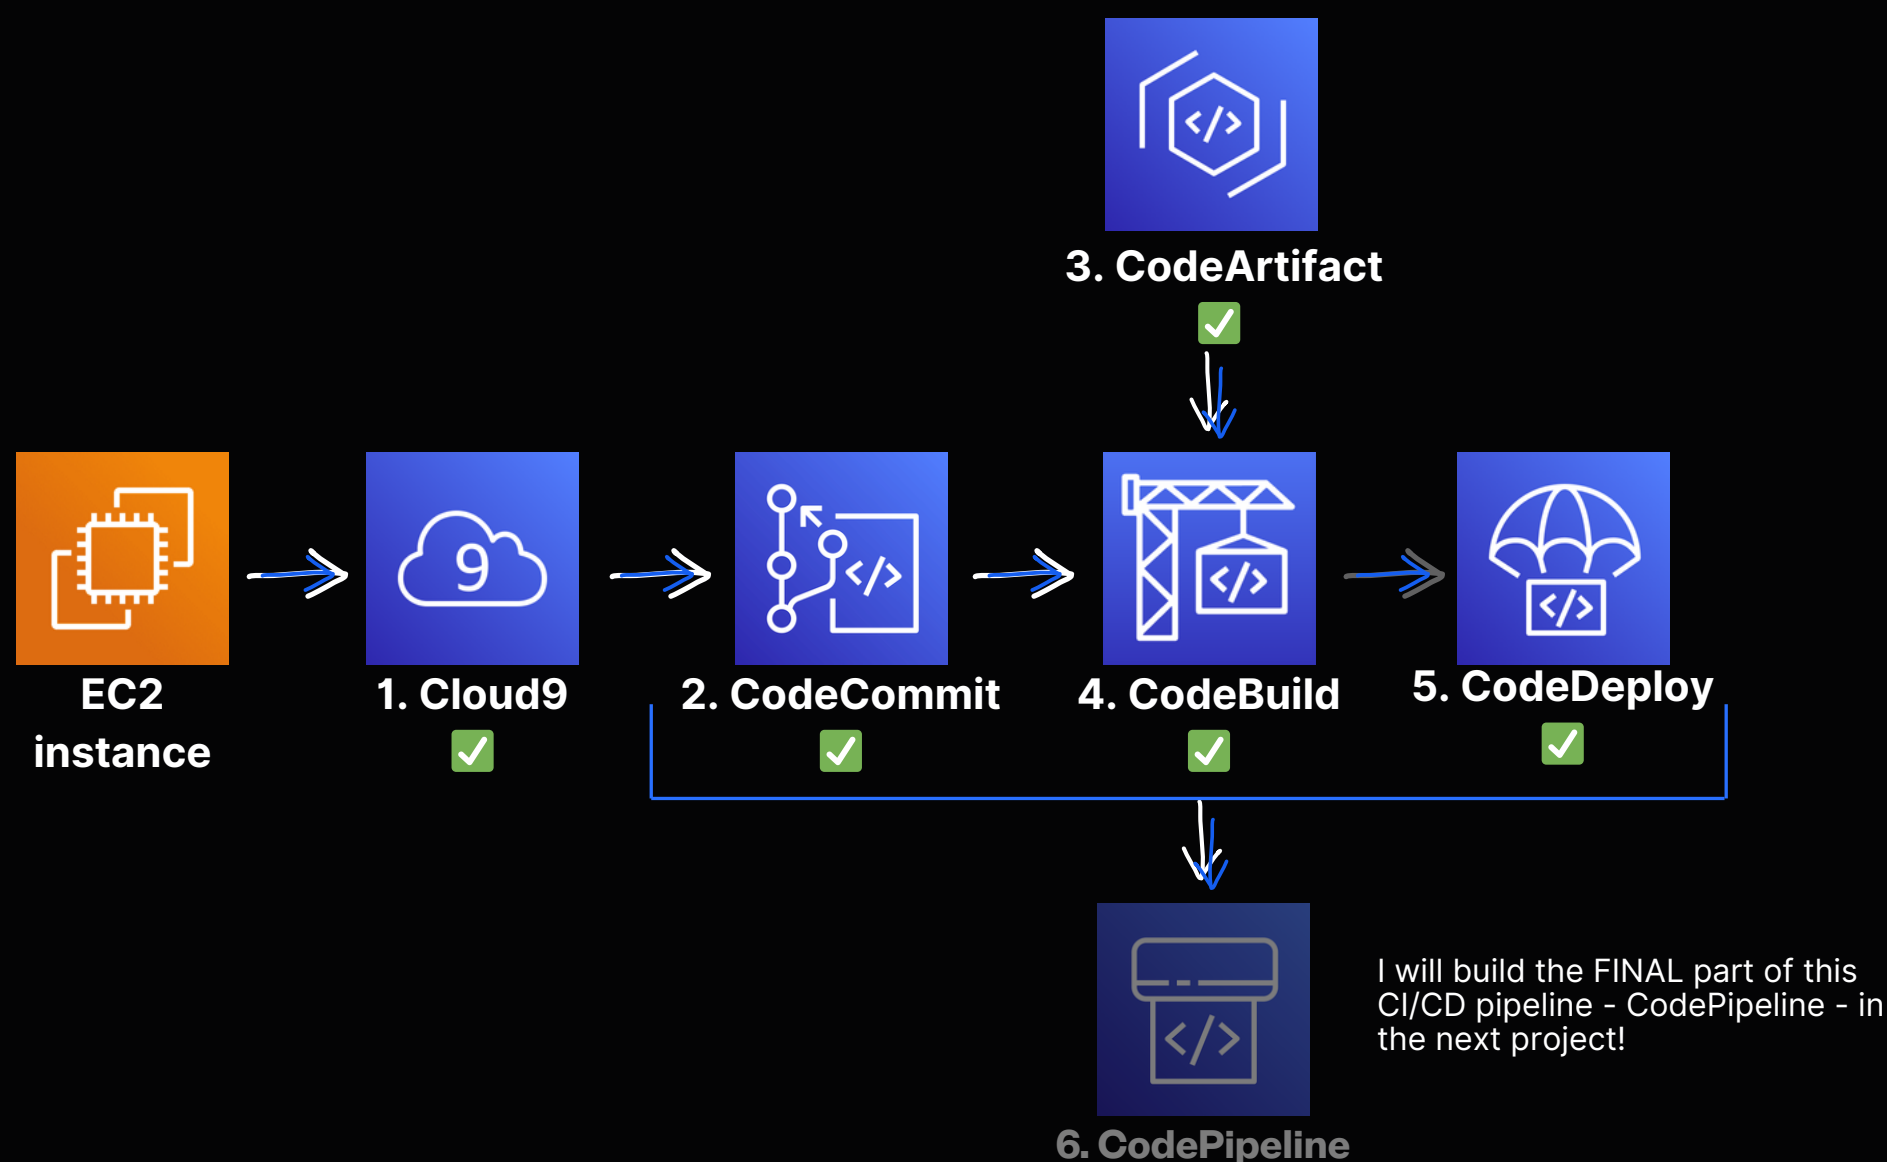 3. CodeArtifact
✅
9
EC2
instance
1. Cloud9
✅
2. CodeCommit
✅
4. CodeBuild
✅
5. CodeDeploy
✅
I will build the FINAL part of this
CI/CD pipeline - CodePipeline - in
the next project!
6. CodePipeline